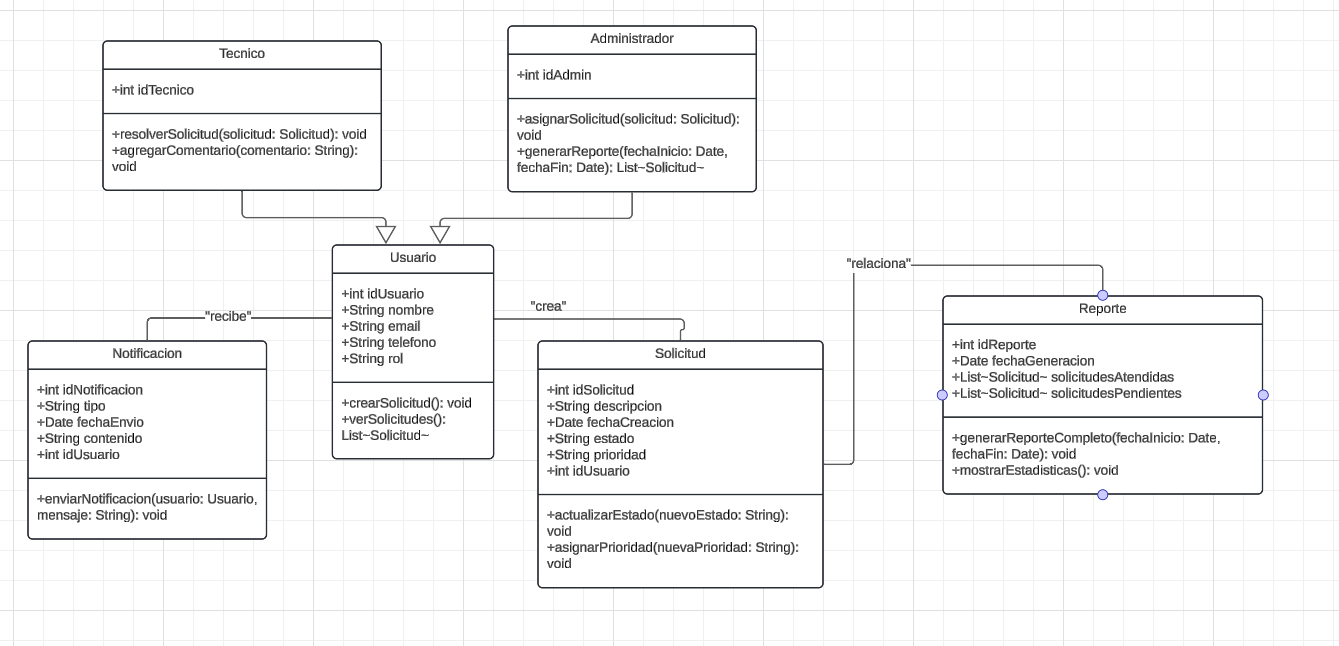 Tecnico
+int idTecnico
+resolverSolicitud(solicitud: Solicitud): void
+agregarComentario(comentario: String):
void
Administrador
+int idAdmin
+asignarSolicitud(solicitud: Solicitud):
void
+generarReporte(fechaInicio: Date,
fechaFin: Date): List~Solicitud~
Usuario
+int idUsuario
+String nombre
+String email
+String telefono
+String rol
+crearSolicitud(): void
+verSolicitudes():
List~Solicitud~
"recibe"
"crea"
"relaciona"
Notificacion
+int idNotificacion
+String tipo
+Date fechaEnvio
+String contenido
+int idUsuario
+enviarNotificacion(usuario: Usuario,
mensaje: String): void
Solicitud
+int idSolicitud
+String descripcion
+Date fechaCreacion
+String estado
+String prioridad
+int idUsuario
+actualizarEstado(nuevoEstado: String):
void
+asignarPrioridad(nuevaPrioridad: String):
void
Reporte
+int idReporte
+Date fechaGeneracion
+List~Solicitud~ solicitudesAtendidas
+List~Solicitud~ solicitudesPendientes
+generarReporteCompleto(fechaInicio: Date,
fechaFin: Date): void
+mostrarEstadisticas(): void